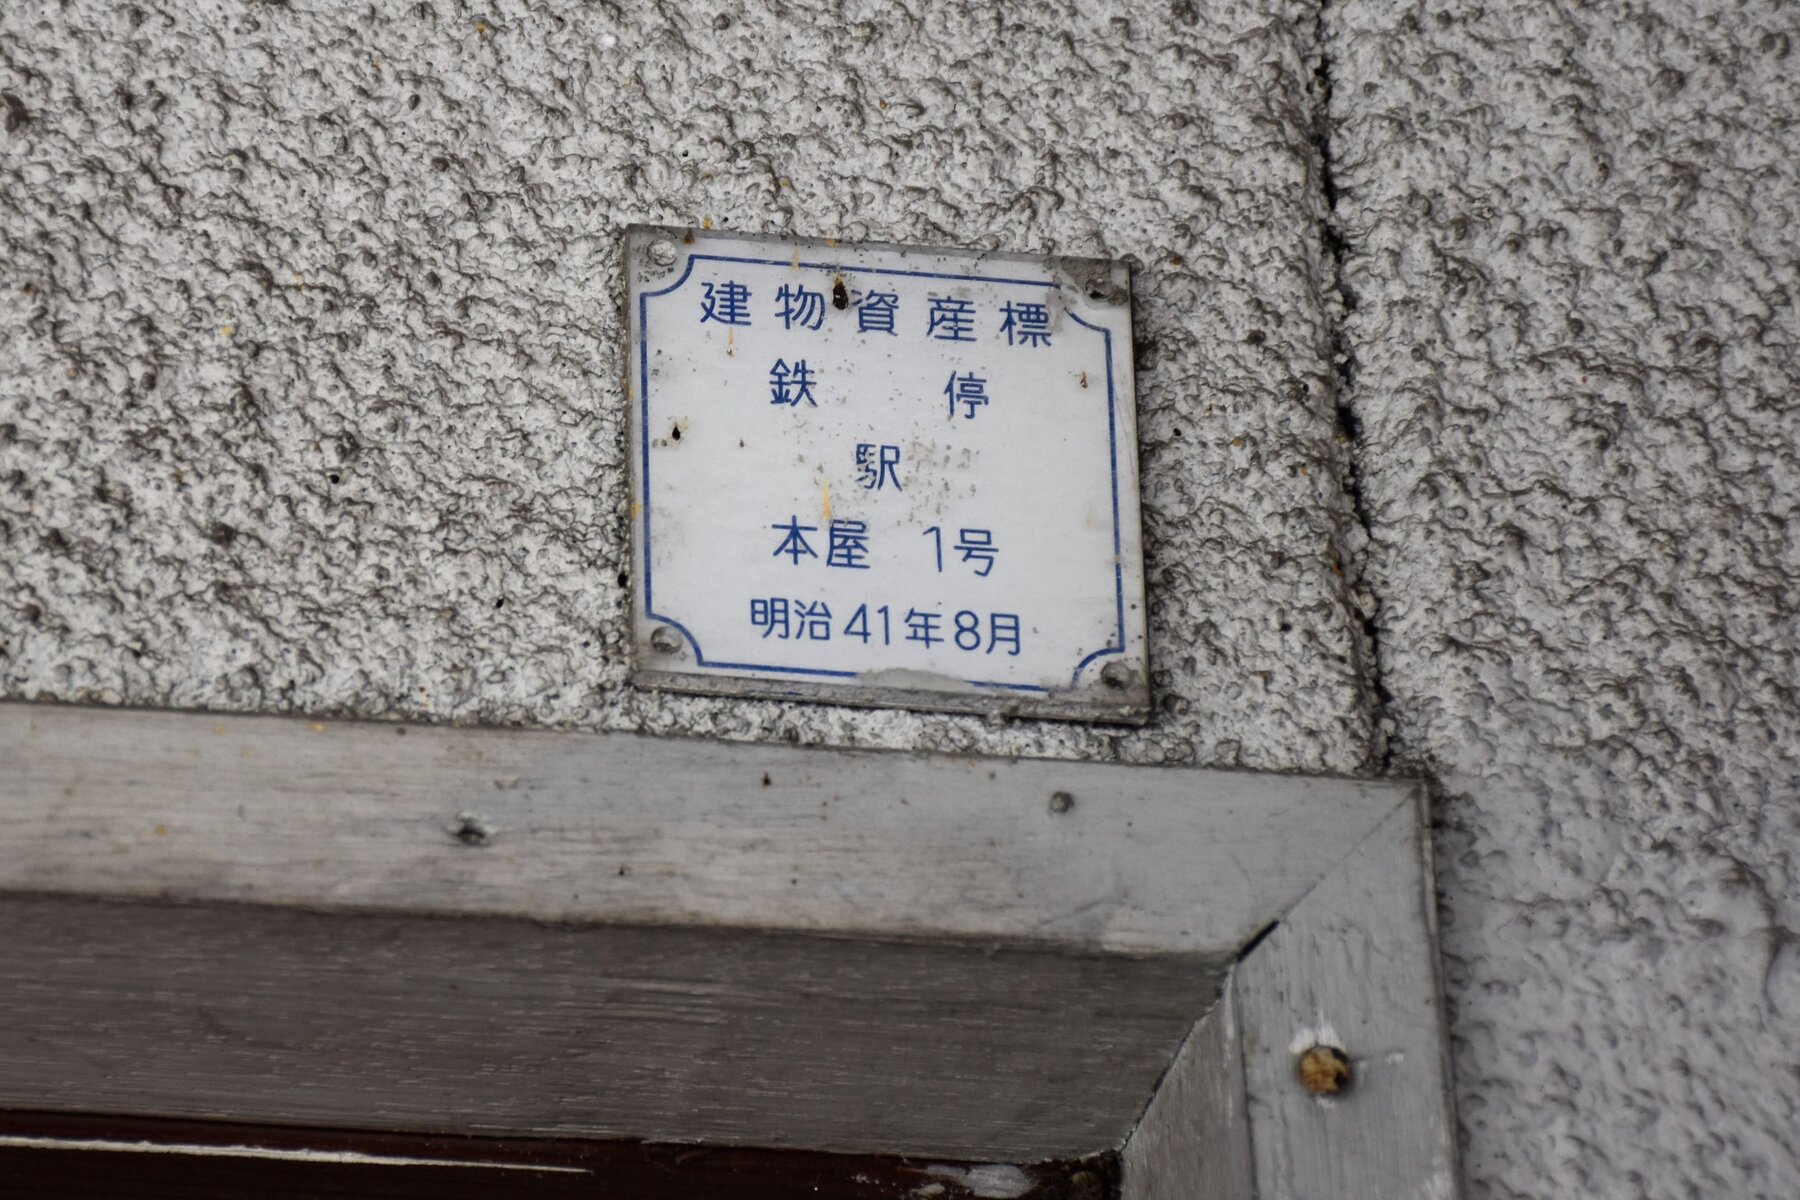 建物資産標
鉄 停
駅
本屋 1号
明治41年8月